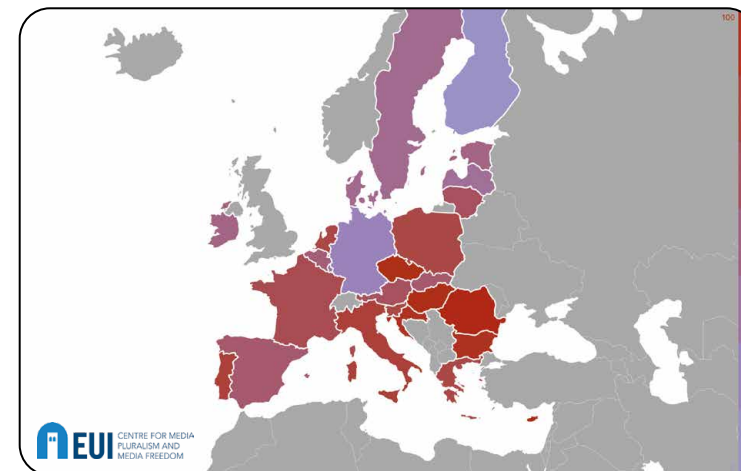 100
EUI
CENTRE FOR MEDIA
PLURALISM AND
MEDIA FREEDOM